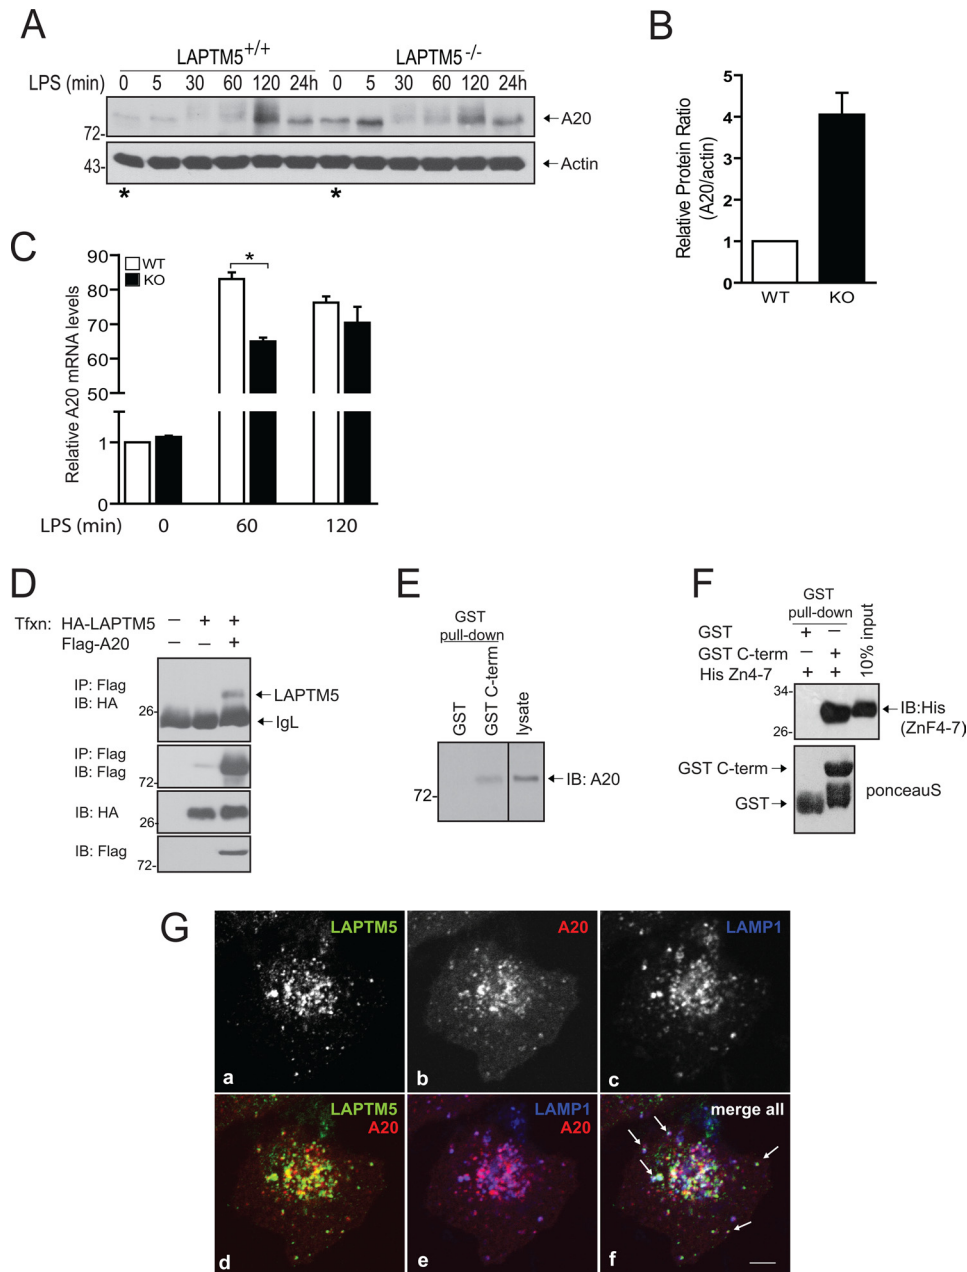 A
LAPTM5+/+ LAPTM5-/-
LPS (min) 0 5 30 60 120 24h 0 5 30 60 120 24h
←A20
72-
43- ←Actin
* *
B
Relative Protein Ratio
(A20/actin)
5
4
3
2
1
0
WT KO
C
WT
KO
*
Relative A20 mRNA levels
90
80
70
60
50
1
0
LPS (min) 0 60 120
D
Tfxn: HA-LAPTM5 – + +
Flag-A20 – – +
IP: Flag
IB: HA
←LAPTM5
26-
←IgL
IP: Flag
IB: Flag
72-
IB: HA
26-
IB: Flag
72-
E
GST
pull-down
GST
GST C-term
lysate
←IB: A20
72-
F
GST
pull-down
10% input
GST + –
GST C-term – +
His Zn4-7 + +
34-
←IB:His
(ZnF4-7)
26-
GST C-term→
GST→
ponceauS
G
LAPTM5
a
A20
b
LAMP1
c
LAPTM5
A20
d
LAMP1
A20
e
merge all
f